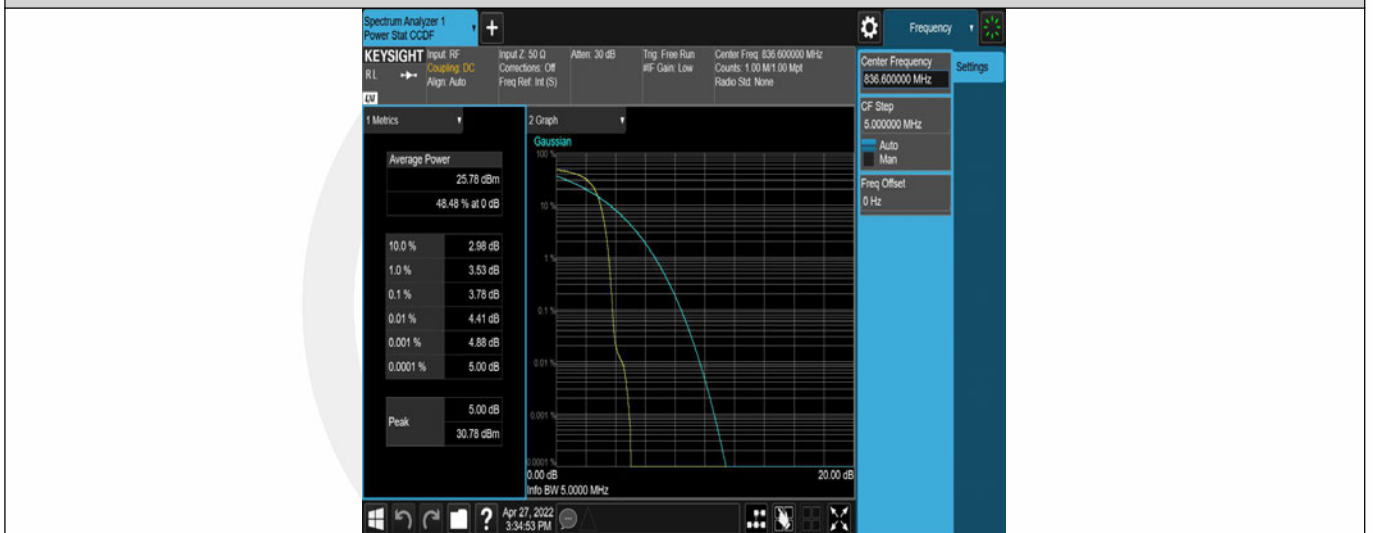 Spectrum Analyzer 1
Power Stat CCDF
+
Frequency
KEYSIGHT
Input: RF
Coupling: DC
Align: Auto
R L
LXI
Input Z: 50 Ω
Corrections: Off
Freq Ref: Int (S)
Atten: 30 dB
Trig: Free Run
#IF Gain: Low
Center Freq: 836.600000 MHz
Counts: 1.00 M/1.00 Mpt
Radio Std: None
Center Frequency
836.600000 MHz
Settings
CF Step
5.000000 MHz
Auto
Man
Freq Offset
0 Hz
1 Metrics
Average Power
25.78 dBm
48.48 % at 0 dB
10.0 % 2.98 dB
1.0 % 3.53 dB
0.1 % 3.78 dB
0.01 % 4.41 dB
0.001 % 4.88 dB
0.0001 % 5.00 dB
Peak
5.00 dB
30.78 dBm
2 Graph
Gaussian
100 %
10 %
1 %
0.1 %
0.01 %
0.001 %
0.0001 %
0.00 dB
20.00 dB
Info BW 5.0000 MHz
?
Apr 27, 2022
3:34:53 PM